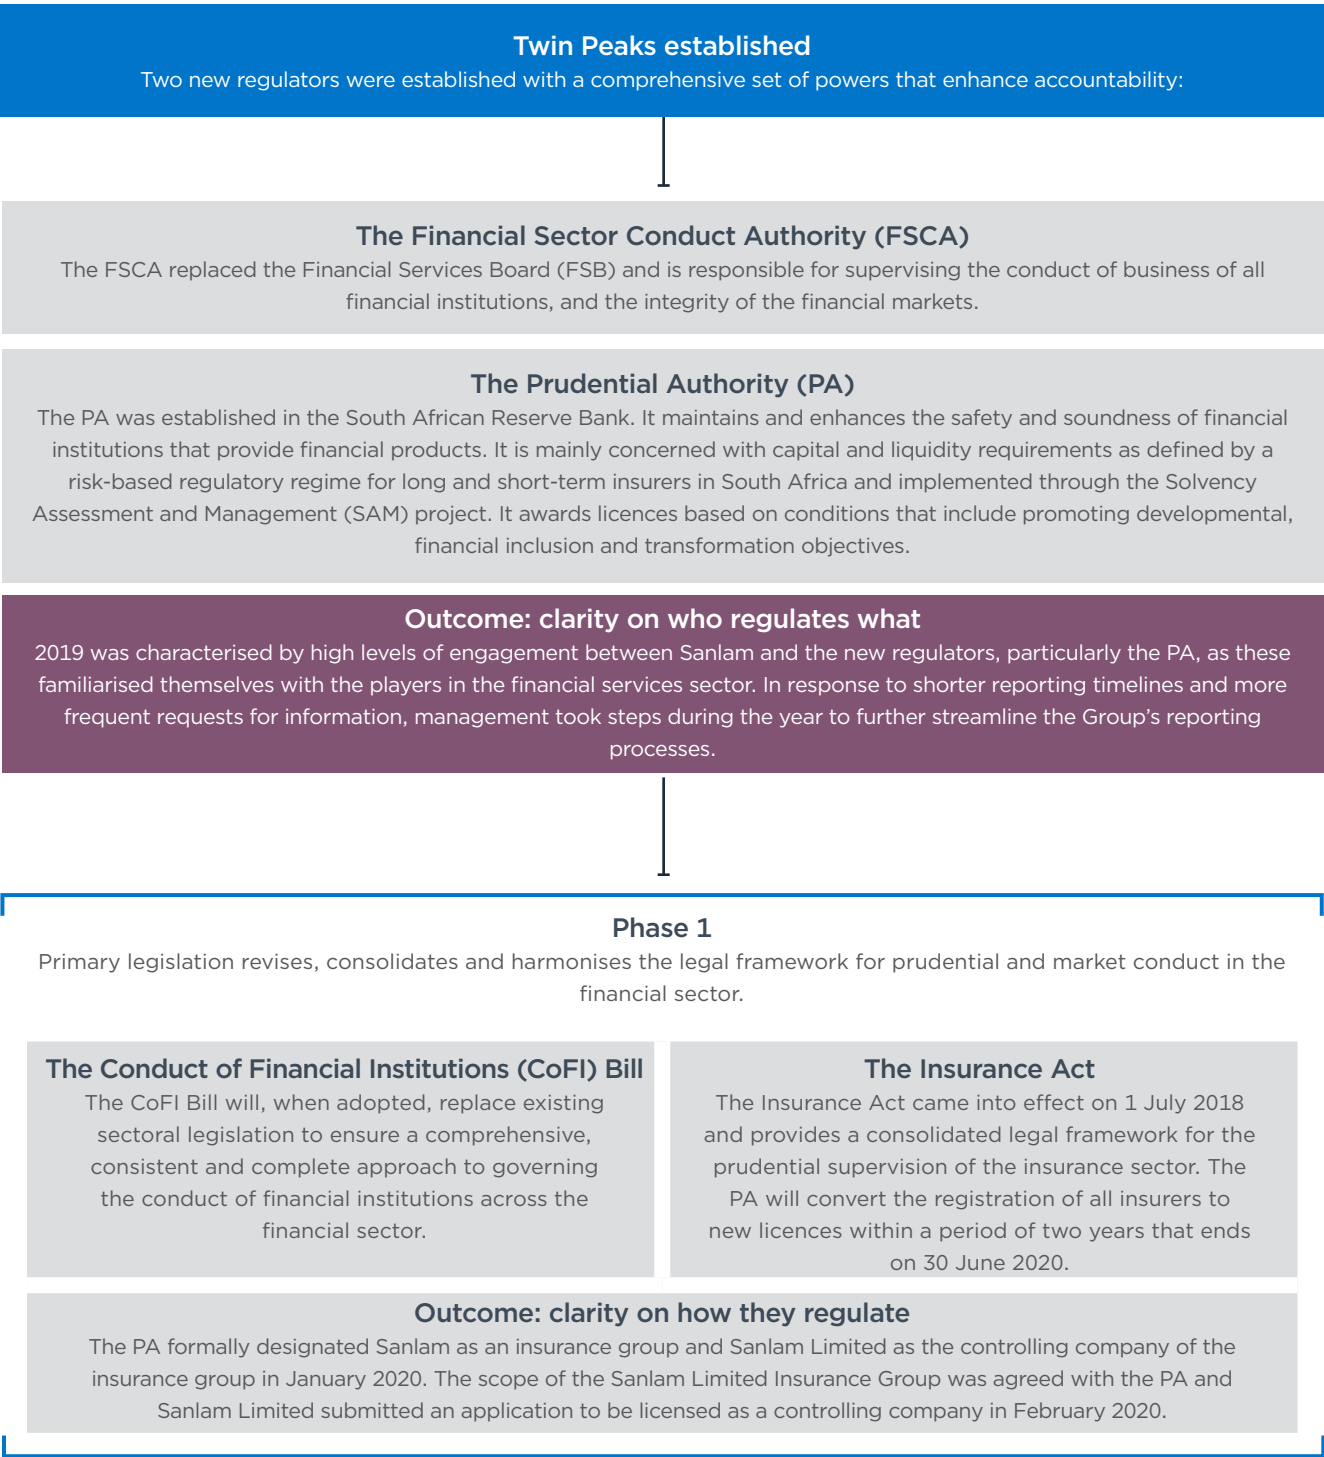 Twin Peaks established
Two new regulators were established with a comprehensive set of powers that enhance accountability:
The Financial Sector Conduct Authority (FSCA)
The FSCA replaced the Financial Services Board (FSB) and is responsible for supervising the conduct of business of all
financial institutions, and the integrity of the financial markets.
The Prudential Authority (PA)
The PA was established in the South African Reserve Bank. It maintains and enhances the safety and soundness of financial
institutions that provide financial products. It is mainly concerned with capital and liquidity requirements as defined by a
risk-based regulatory regime for long and short-term insurers in South Africa and implemented through the Solvency
Assessment and Management (SAM) project. It awards licences based on conditions that include promoting developmental,
financial inclusion and transformation objectives.
Outcome: clarity on who regulates what
2019 was characterised by high levels of engagement between Sanlam and the new regulators, particularly the PA, as these
familiarised themselves with the players in the financial services sector. In response to shorter reporting timelines and more
frequent requests for information, management took steps during the year to further streamline the Group's reporting
processes.
Phase 1
Primary legislation revises, consolidates and harmonises the legal framework for prudential and market conduct in the
financial sector.
The Conduct of Financial Institutions (CoFI) Bill
The CoFI Bill will, when adopted, replace existing
sectoral legislation to ensure a comprehensive,
consistent and complete approach to governing
the conduct of financial institutions across the
financial sector.
The Insurance Act
The Insurance Act came into effect on 1 July 2018
and provides a consolidated legal framework for the
prudential supervision of the insurance sector. The
PA will convert the registration of all insurers to
new licences within a period of two years that ends
on 30 June 2020.
Outcome: clarity on how they regulate
The PA formally designated Sanlam as an insurance group and Sanlam Limited as the controlling company of the
insurance group in January 2020. The scope of the Sanlam Limited Insurance Group was agreed with the PA and
Sanlam Limited submitted an application to be licensed as a controlling company in February 2020.